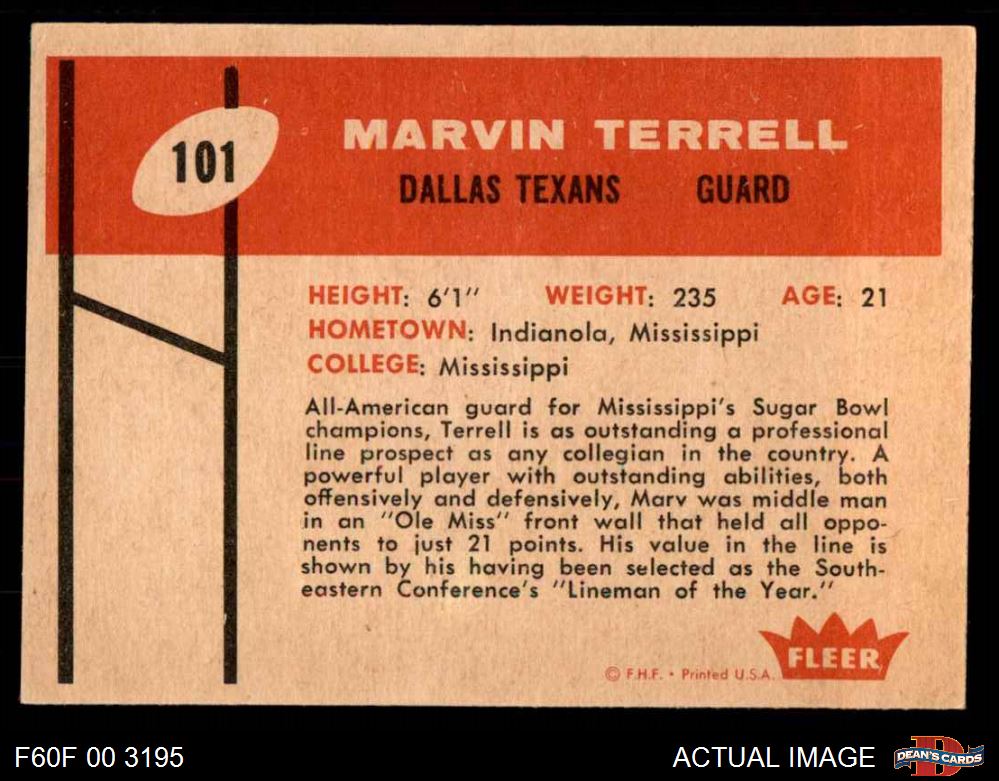 101
MARVIN TERRELL
DALLAS TEXANS GUARD
HEIGHT: 6'1" WEIGHT: 235 AGE: 21
HOMETOWN: Indianola, Mississippi
COLLEGE: Mississippi
All-American guard for Mississippi's Sugar Bowl
champions, Terrell is as outstanding a professional
line prospect as any collegian in the country. A
powerful player with outstanding abilities, both
offensively and defensively, Marv was middle man
in an "Ole Miss" front wall that held all oppo-
nents to just 21 points. His value in the line is
shown by his having been selected as the South-
eastern Conference's "Lineman of the Year."
FLEER
© F.H.F. • Printed U.S.A.
F60F 00 3195
ACTUAL IMAGE
D
DEAN'S CARDS